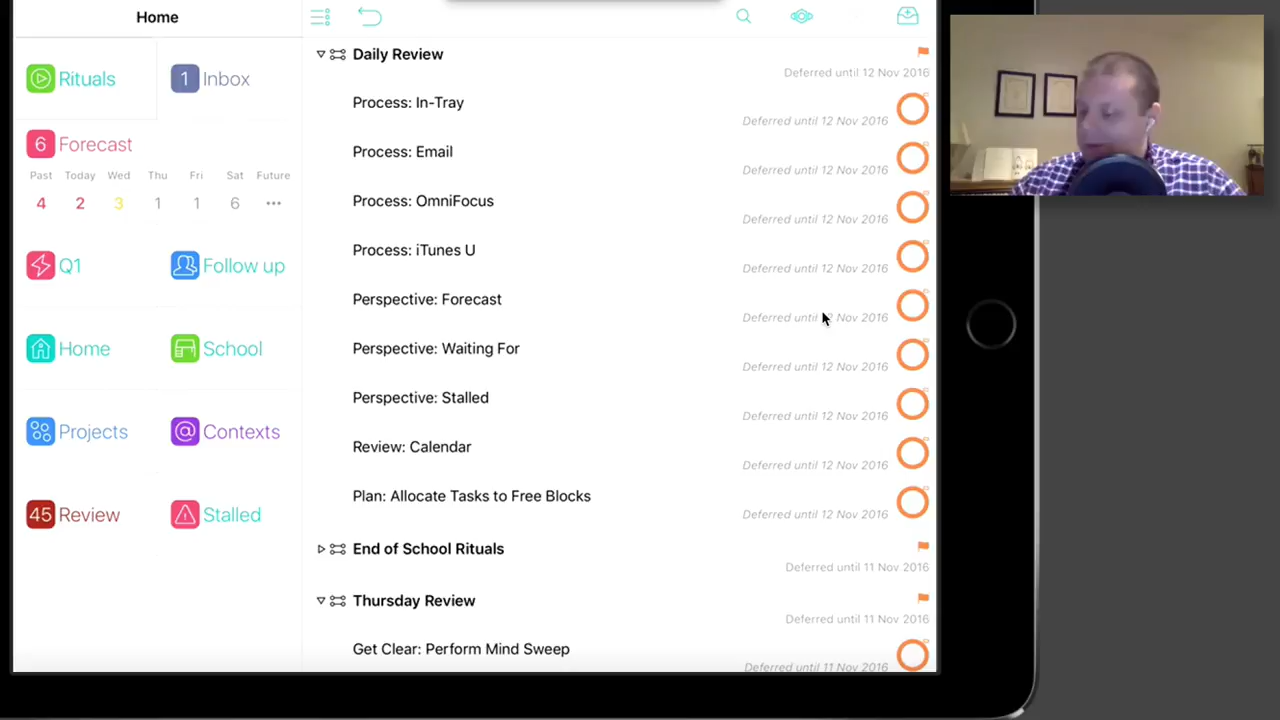 Home
Rituals
1 Inbox
6 Forecast
Past Today Wed Thu Fri Sat Future
4 2 3 1 1 6 •••
Q1
Follow up
Home
School
Projects
@ Contexts
45 Review
Stalled
Daily Review
Deferred until 12 Nov 2016
Process: In-Tray
Deferred until 12 Nov 2016
Process: Email
Deferred until 12 Nov 2016
Process: OmniFocus
Deferred until 12 Nov 2016
Process: iTunes U
Deferred until 12 Nov 2016
Perspective: Forecast
Deferred until 12 Nov 2016
Perspective: Waiting For
Deferred until 12 Nov 2016
Perspective: Stalled
Deferred until 12 Nov 2016
Review: Calendar
Deferred until 12 Nov 2016
Plan: Allocate Tasks to Free Blocks
Deferred until 12 Nov 2016
End of School Rituals
Deferred until 11 Nov 2016
Thursday Review
Deferred until 11 Nov 2016
Get Clear: Perform Mind Sweep
Deferred until 11 Nov 2016